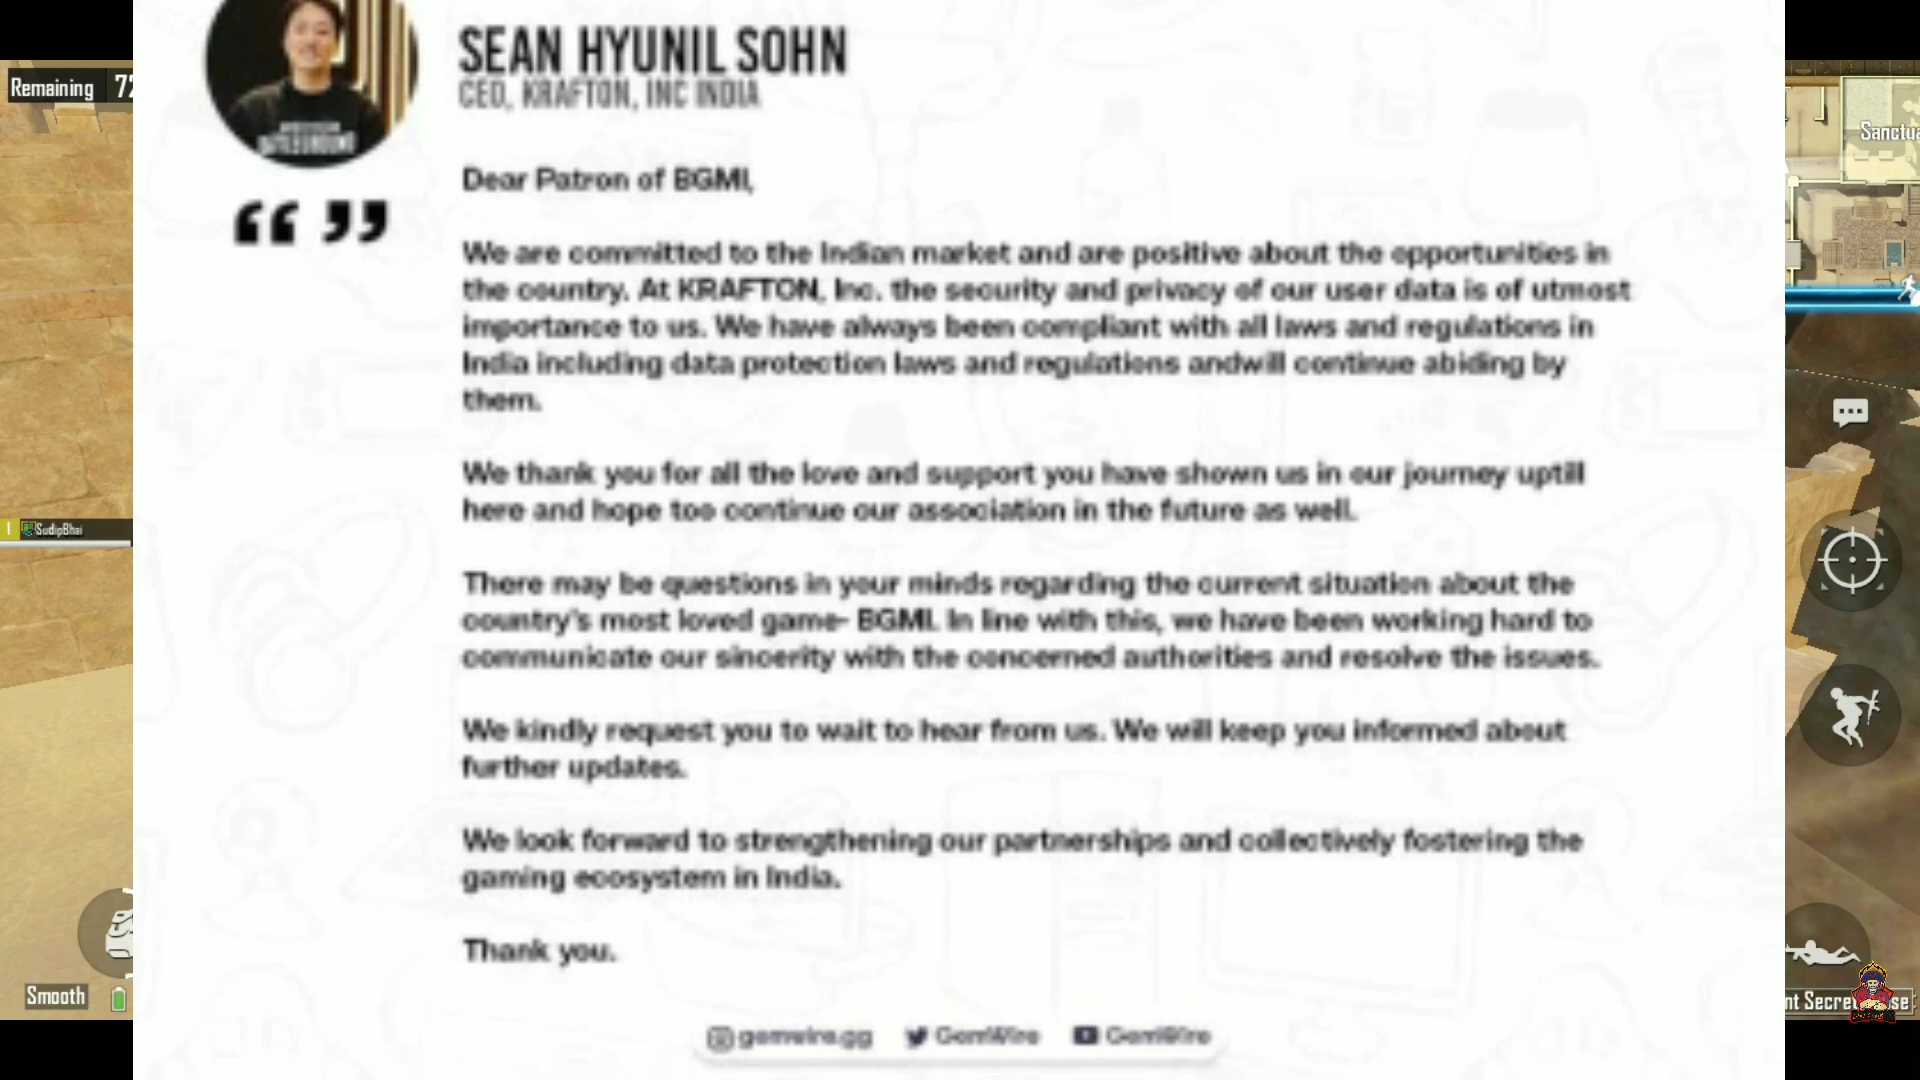 SEAN HYUNIL SOHN
CEO, KRAFTON, INC INDIA
Remaining 72
Sanctua
Dear Patron of BGMI,
We are committed to the Indian market and are positive about the opportunities in
the country. At KRAFTON, Inc. the security and privacy of our user data is of utmost
importance to us. We have always been compliant with all laws and regulations in
India including data protection laws and regulations andwill continue abiding by
them.
We thank you for all the love and support you have shown us in our journey uptill
here and hope too continue our association in the future as well.
1 SudipBhai
There may be questions in your minds regarding the current situation about the
country's most loved game- BGMI. In line with this, we have been working hard to
communicate our sincerity with the concerned authorities and resolve the issues.
We kindly request you to wait to hear from us. We will keep you informed about
further updates.
We look forward to strengthening our partnerships and collectively fostering the
gaming ecosystem in India.
Thank you.
Smooth
nt Secre se
gemwire.gg GemWire GemWire